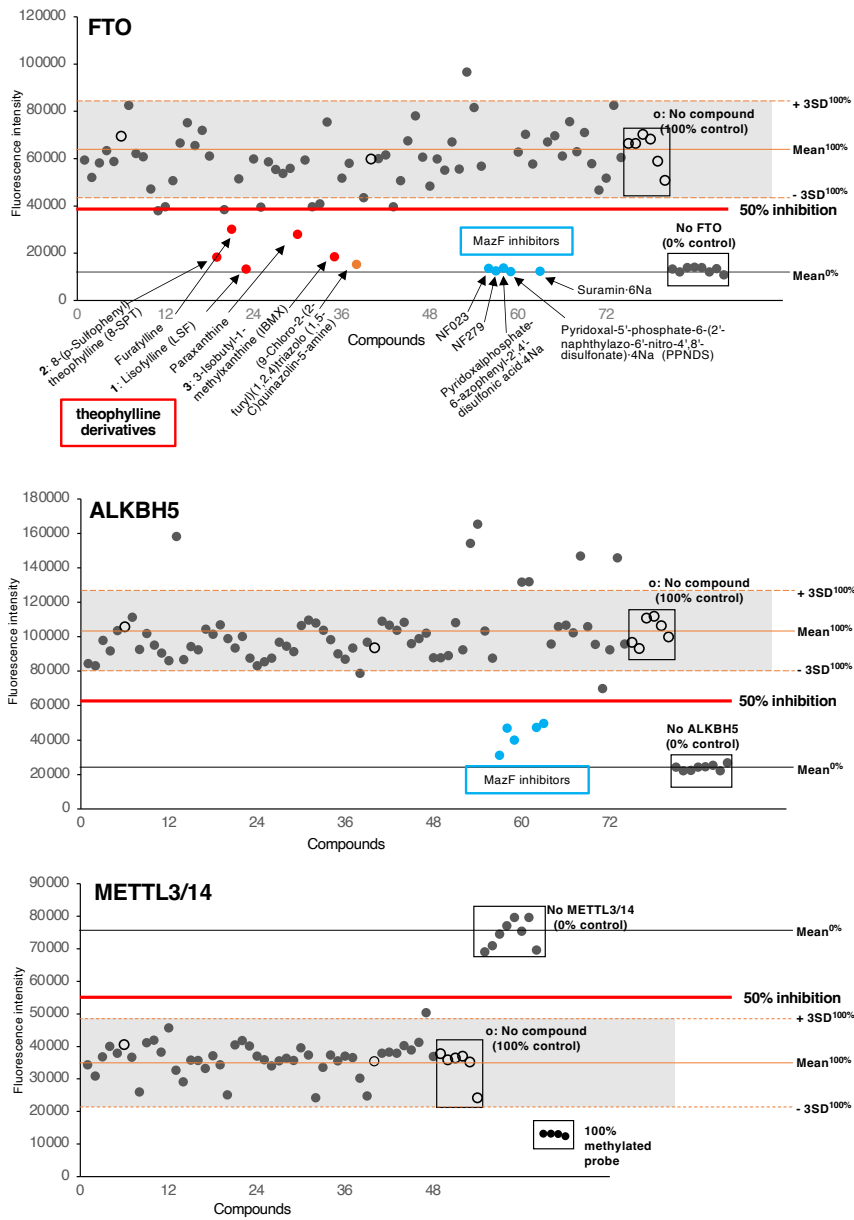 FTO
120000
100000
80000
60000
40000
20000
0
Fluorescence intensity
0
12
24
36
48
60
72
Compounds
o: No compound
(100% control)
+ 3SD100%
Mean100%
- 3SD100%
50% inhibition
No FTO
(0% control)
Mean0%
MazF inhibitors
2: 8-(p-Sulfophenyl)-
theophylline (8-SPT)
Furafylline
1: Lisofylline (LSF)
Paraxanthine
3: 3-Isobutyl-1-
methylxanthine (IBMX)
(9-Chloro-2-(2-
furyl)(1,2,4)triazolo (1,5-
C)quinazolin-5-amine)
NF023
NF279
Pyridoxalphosphate-
6-azophenyl-2',4'-
disulfonic acid·4Na
Suramin·6Na
Pyridoxal-5'-phosphate-6-(2'-
naphthylazo-6'-nitro-4',8'-
disulfonate)·4Na (PPNDS)
theophylline
derivatives
ALKBH5
180000
160000
140000
120000
100000
80000
60000
40000
20000
0
Fluorescence intensity
0
12
24
36
48
60
72
Compounds
o: No compound
(100% control)
+ 3SD100%
Mean100%
- 3SD100%
50% inhibition
No ALKBH5
(0% control)
Mean0%
MazF inhibitors
METTL3/14
90000
80000
70000
60000
50000
40000
30000
20000
10000
0
Fluorescence intensity
0
12
24
36
48
Compounds
No METTL3/14
(0% control)
Mean0%
50% inhibition
+ 3SD100%
o: No compound
(100% control)
Mean100%
- 3SD100%
100%
methylated
probe